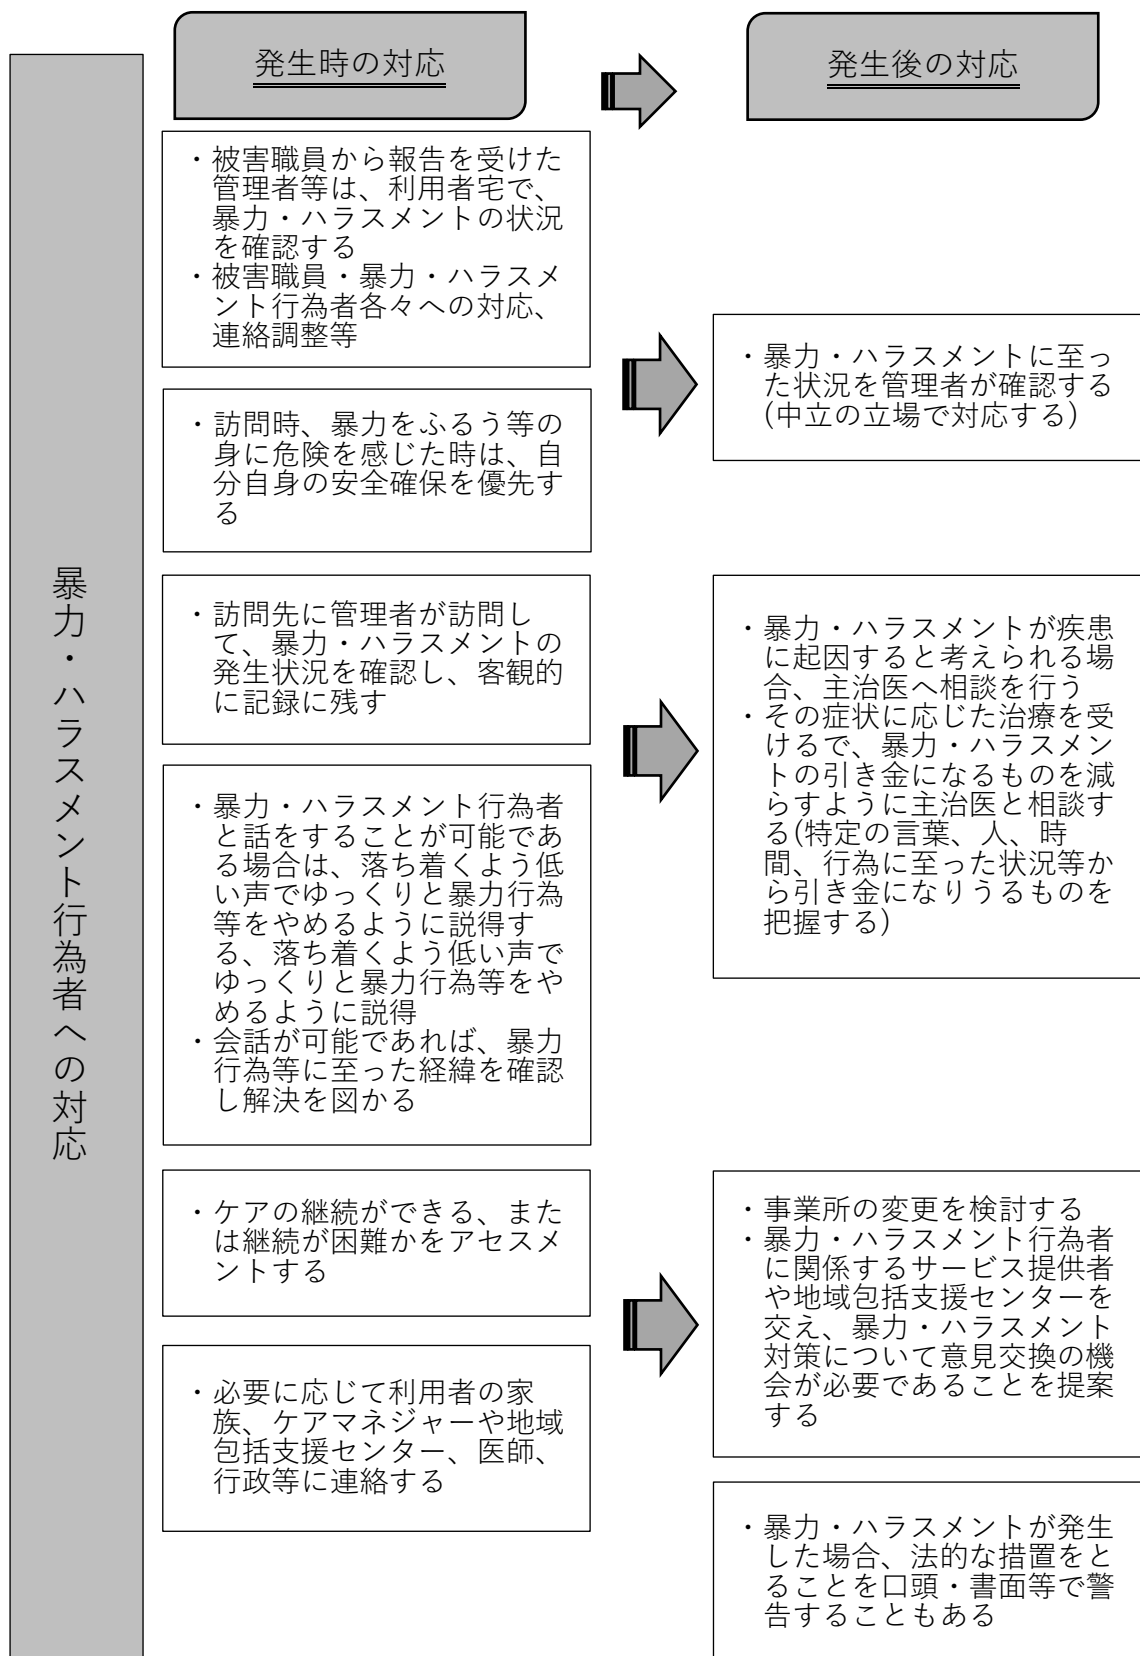 発生時の対応
発生後の対応
暴力・ハラスメント行為者への対応
・被害職員から報告を受けた
管理者等は、利用者宅で、
暴力・ハラスメントの状況
を確認する
・被害職員・暴力・ハラスメ
ント行為者各々への対応、
連絡調整等
・訪問時、暴力をふるう等の
身に危険を感じた時は、自
分自身の安全確保を優先す
る
・暴力・ハラスメントに至っ
た状況を管理者が確認する
(中立の立場で対応する)
・訪問先に管理者が訪問し
て、暴力・ハラスメントの
発生状況を確認し、客観的
に記録に残す
・暴力・ハラスメント行為者
と話をすることが可能であ
る場合は、落ち着くよう低
い声でゆっくりと暴力行為
等をやめるように説得す
る、落ち着くよう低い声で
ゆっくりと暴力行為等をや
めるように説得
・会話が可能であれば、暴力
行為等に至った経緯を確認
し解決を図かる
・暴力・ハラスメントが疾患
に起因すると考えられる場
合、主治医へ相談を行う
・その症状に応じた治療を受
けるで、暴力・ハラスメン
トの引き金になるものを減
らすように主治医と相談す
る(特定の言葉、人、時
間、行為に至った状況等か
ら引き金になりうるものを
把握する)
・ケアの継続ができる、また
は継続が困難かをアセスメ
ントする
・必要に応じて利用者の家
族、ケアマネジャーや地域
包括支援センター、医師、
行政等に連絡する
・事業所の変更を検討する
・暴力・ハラスメント行為者
に関係するサービス提供者
や地域包括支援センターを
交え、暴力・ハラスメント
対策について意見交換の機
会が必要であることを提案
する
・暴力・ハラスメントが発生
した場合、法的な措置をと
ることを口頭・書面等で警
告することもある